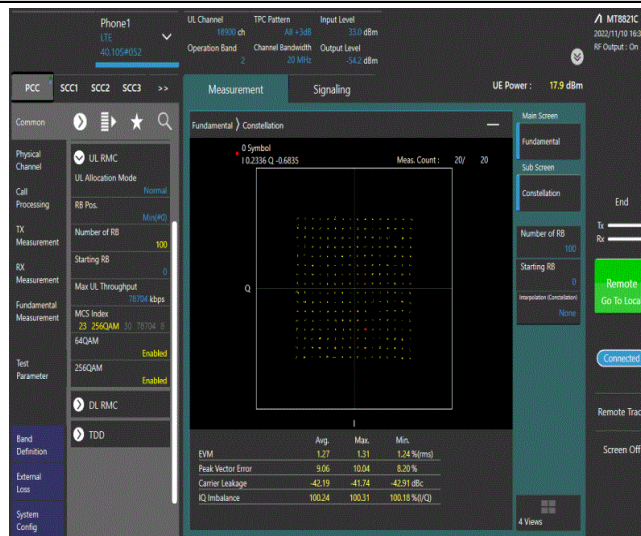 Phone1
LTE
40.105#052
UL Channel
18900 ch
Operation Band
2
TPC Pattern
All +3dB
Channel Bandwidth
20 MHz
Input Level
33.0 dBm
Output Level
-54.2 dBm
MT8821C
2022/11/10 16:3
RF Output : On
PCC SCC1 SCC2 SCC3 >>
Measurement
Signaling
UE Power : 17.9 dBm
Common
Physical
Channel
Call
Processing
TX
Measurement
RX
Measurement
Fundamental
Measurement
Test
Parameter
Band
Definition
External
Loss
System
Config
UL RMC
UL Allocation Mode
Normal
RB Pos.
Min(#0)
Number of RB
100
Starting RB
0
Max UL Throughput
78704 kbps
MCS Index
23 256QAM 30 78704 8
64QAM
Enabled
256QAM
Enabled
DL RMC
TDD
Fundamental ⟩ Constellation
0 Symbol
I 0.2336 Q -0.6835
Meas. Count : 20/ 20
Q
I
Avg. Max. Min.
EVM 1.27 1.31 1.24 %(rms)
Peak Vector Error 9.06 10.04 8.20 %
Carrier Leakage -42.19 -41.74 -42.91 dBc
IQ Imbalance 100.24 100.31 100.18 %(I/Q)
Main Screen
Fundamental
Sub Screen
Constellation
Number of RB
100
Starting RB
0
Interpolation (Constellation)
None
4 Views
End
Tx
Rx
Remote
Go To Loca
Connected
Remote Trac
Screen Off